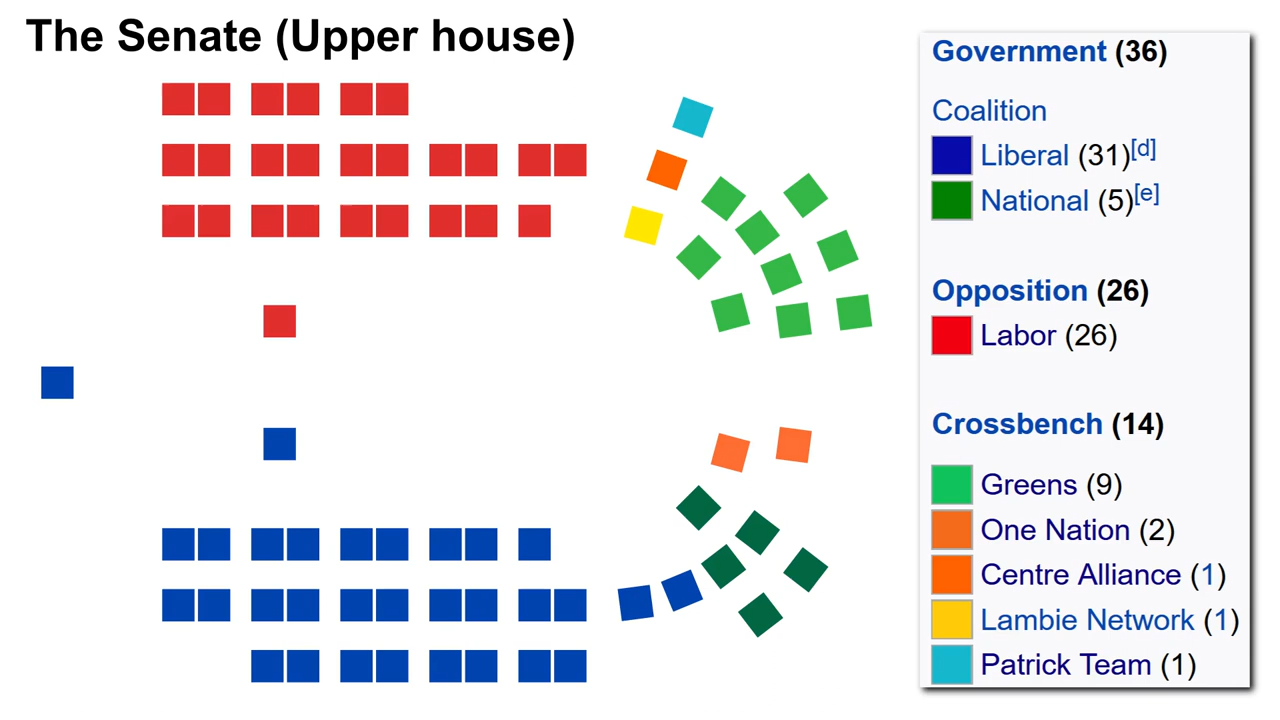 The Senate (Upper house)
Government (36)
Coalition
Liberal (31)[d]
National (5)[e]
Opposition (26)
Labor (26)
Crossbench (14)
Greens (9)
One Nation (2)
Centre Alliance (1)
Lambie Network (1)
Patrick Team (1)